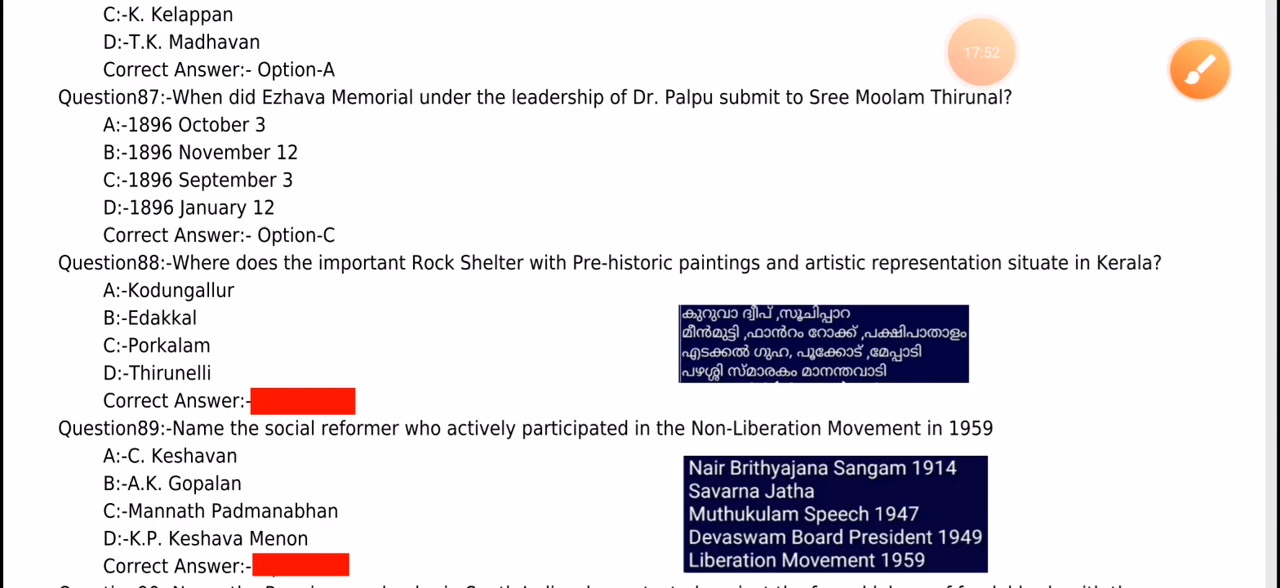 C:-K. Kelappan
D:-T.K. Madhavan
17:52
Correct Answer:- Option-A
Question87:-When did Ezhava Memorial under the leadership of Dr. Palpu submit to Sree Moolam Thirunal?
A:-1896 October 3
B:-1896 November 12
C:-1896 September 3
D:-1896 January 12
Correct Answer:- Option-C
Question88:-Where does the important Rock Shelter with Pre-historic paintings and artistic representation situate in Kerala?
A:-Kodungallur
B:-Edakkal
C:-Porkalam
D:-Thirunelli
Correct Answer:-
കുറുവാ ദ്വീപ് ,സൂചിപ്പാറ
മീൻമുട്ടി ,ഫാൻറം റോക്ക് ,പക്ഷിപാതാളം
എടക്കൽ ഗുഹ, പൂക്കോട് ,മേപ്പാടി
പഴശ്ശി സ്മാരകം മാനന്തവാടി
Question89:-Name the social reformer who actively participated in the Non-Liberation Movement in 1959
A:-C. Keshavan
B:-A.K. Gopalan
C:-Mannath Padmanabhan
D:-K.P. Keshava Menon
Correct Answer:-
Nair Brithyajana Sangam 1914
Savarna Jatha
Muthukulam Speech 1947
Devaswam Board President 1949
Liberation Movement 1959